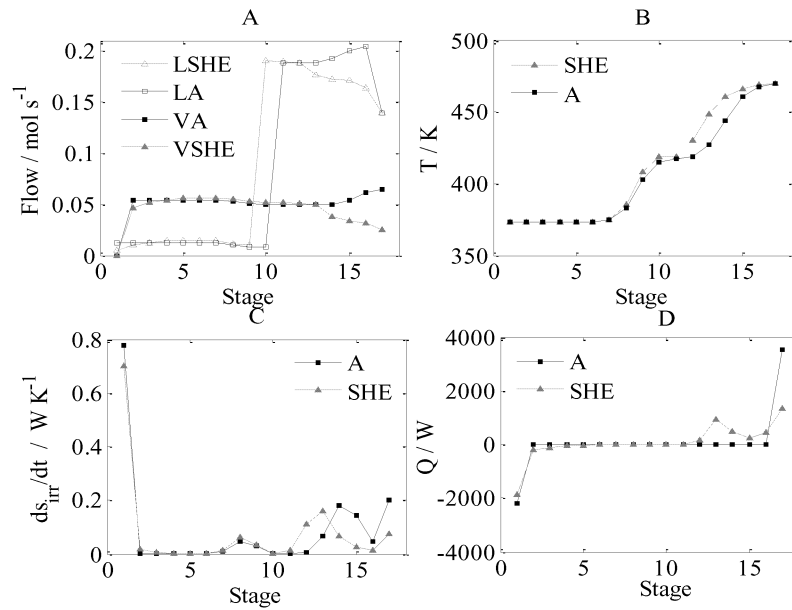 A
Flow / mol s⁻¹
0.2
0.15
0.1
0.05
0
LSHE
LA
VA
VSHE
0 5 10 15
Stage
B
T / K
500
450
400
350
SHE
A
0 5 10 15
Stage
C
ds_irr/dt / W K⁻¹
0.8
0.6
0.4
0.2
0
A
SHE
0 5 10 15
Stage
D
Q / W
4000
2000
0
-2000
-4000
A
SHE
0 5 10 15
Stage